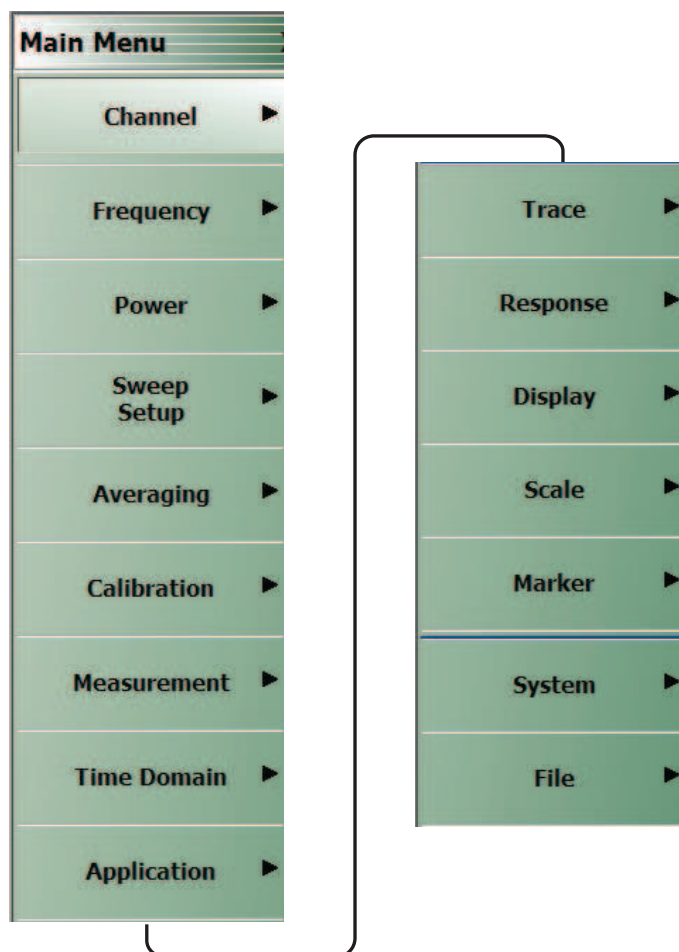 Main Menu
Channel
Frequency
Power
Sweep
Setup
Averaging
Calibration
Measurement
Time Domain
Application
Trace
Response
Display
Scale
Marker
System
File